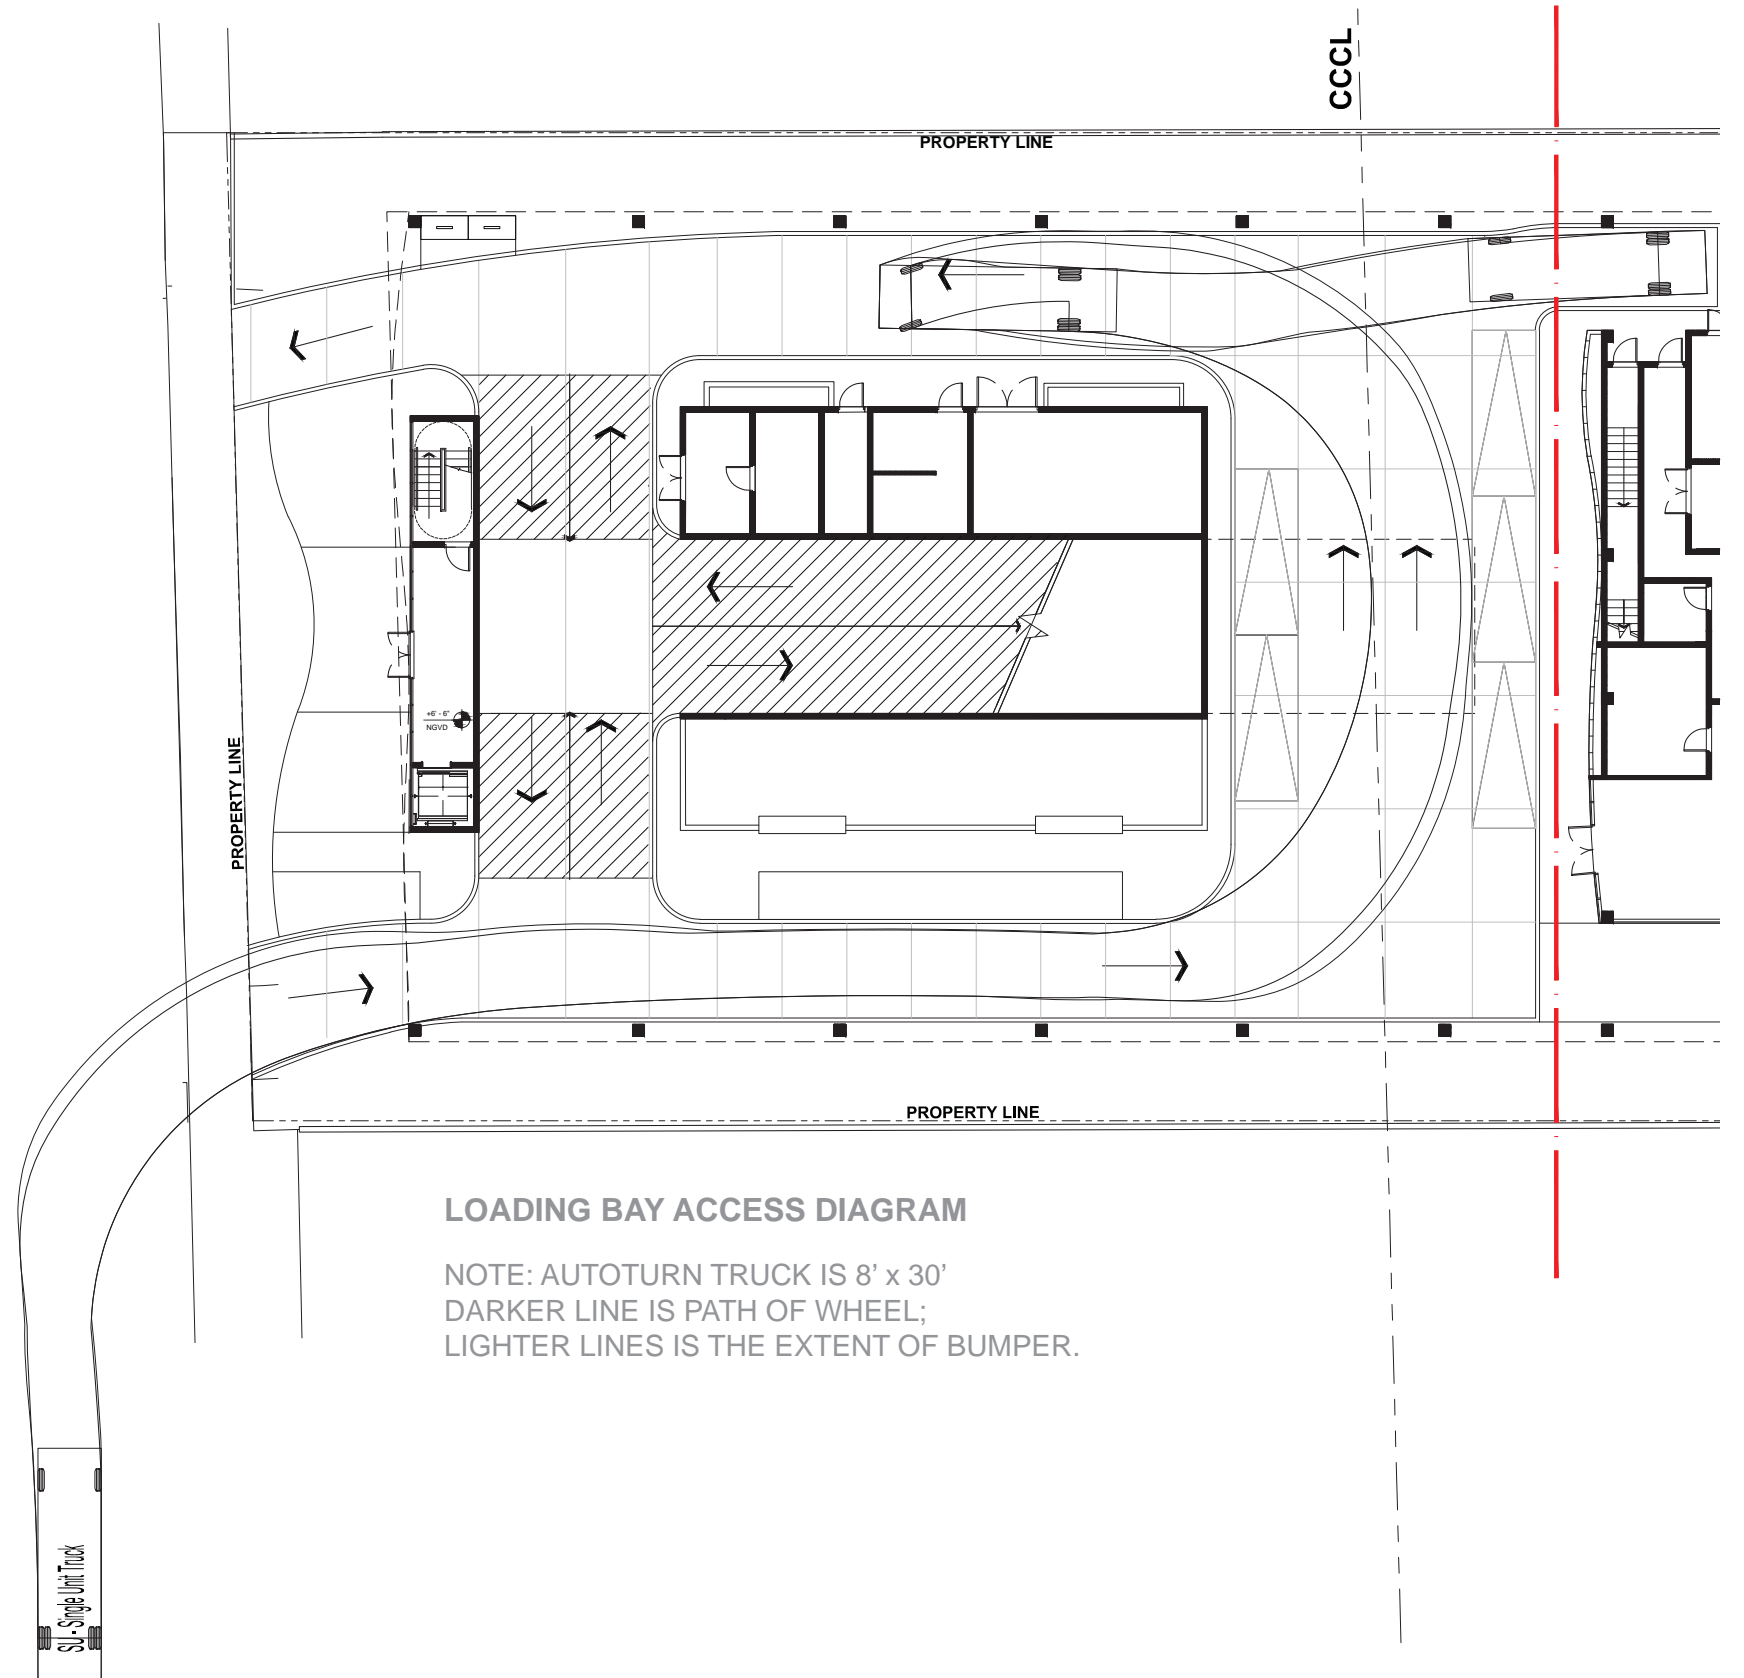 CCCL
PROPERTY LINE
+6' - 6"
NGVD
PROPERTY LINE
PROPERTY LINE
LOADING BAY ACCESS DIAGRAM
NOTE: AUTOTURN TRUCK IS 8’ x 30’
DARKER LINE IS PATH OF WHEEL;
LIGHTER LINES IS THE EXTENT OF BUMPER.
SU - Single Unit Truck